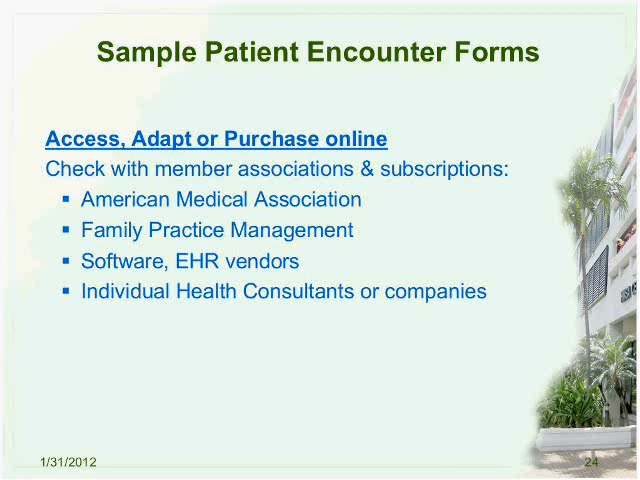 Sample Patient Encounter Forms
Access, Adapt or Purchase online
Check with member associations & subscriptions:
▪ American Medical Association
▪ Family Practice Management
▪ Software, EHR vendors
▪ Individual Health Consultants or companies
1/31/2012
24